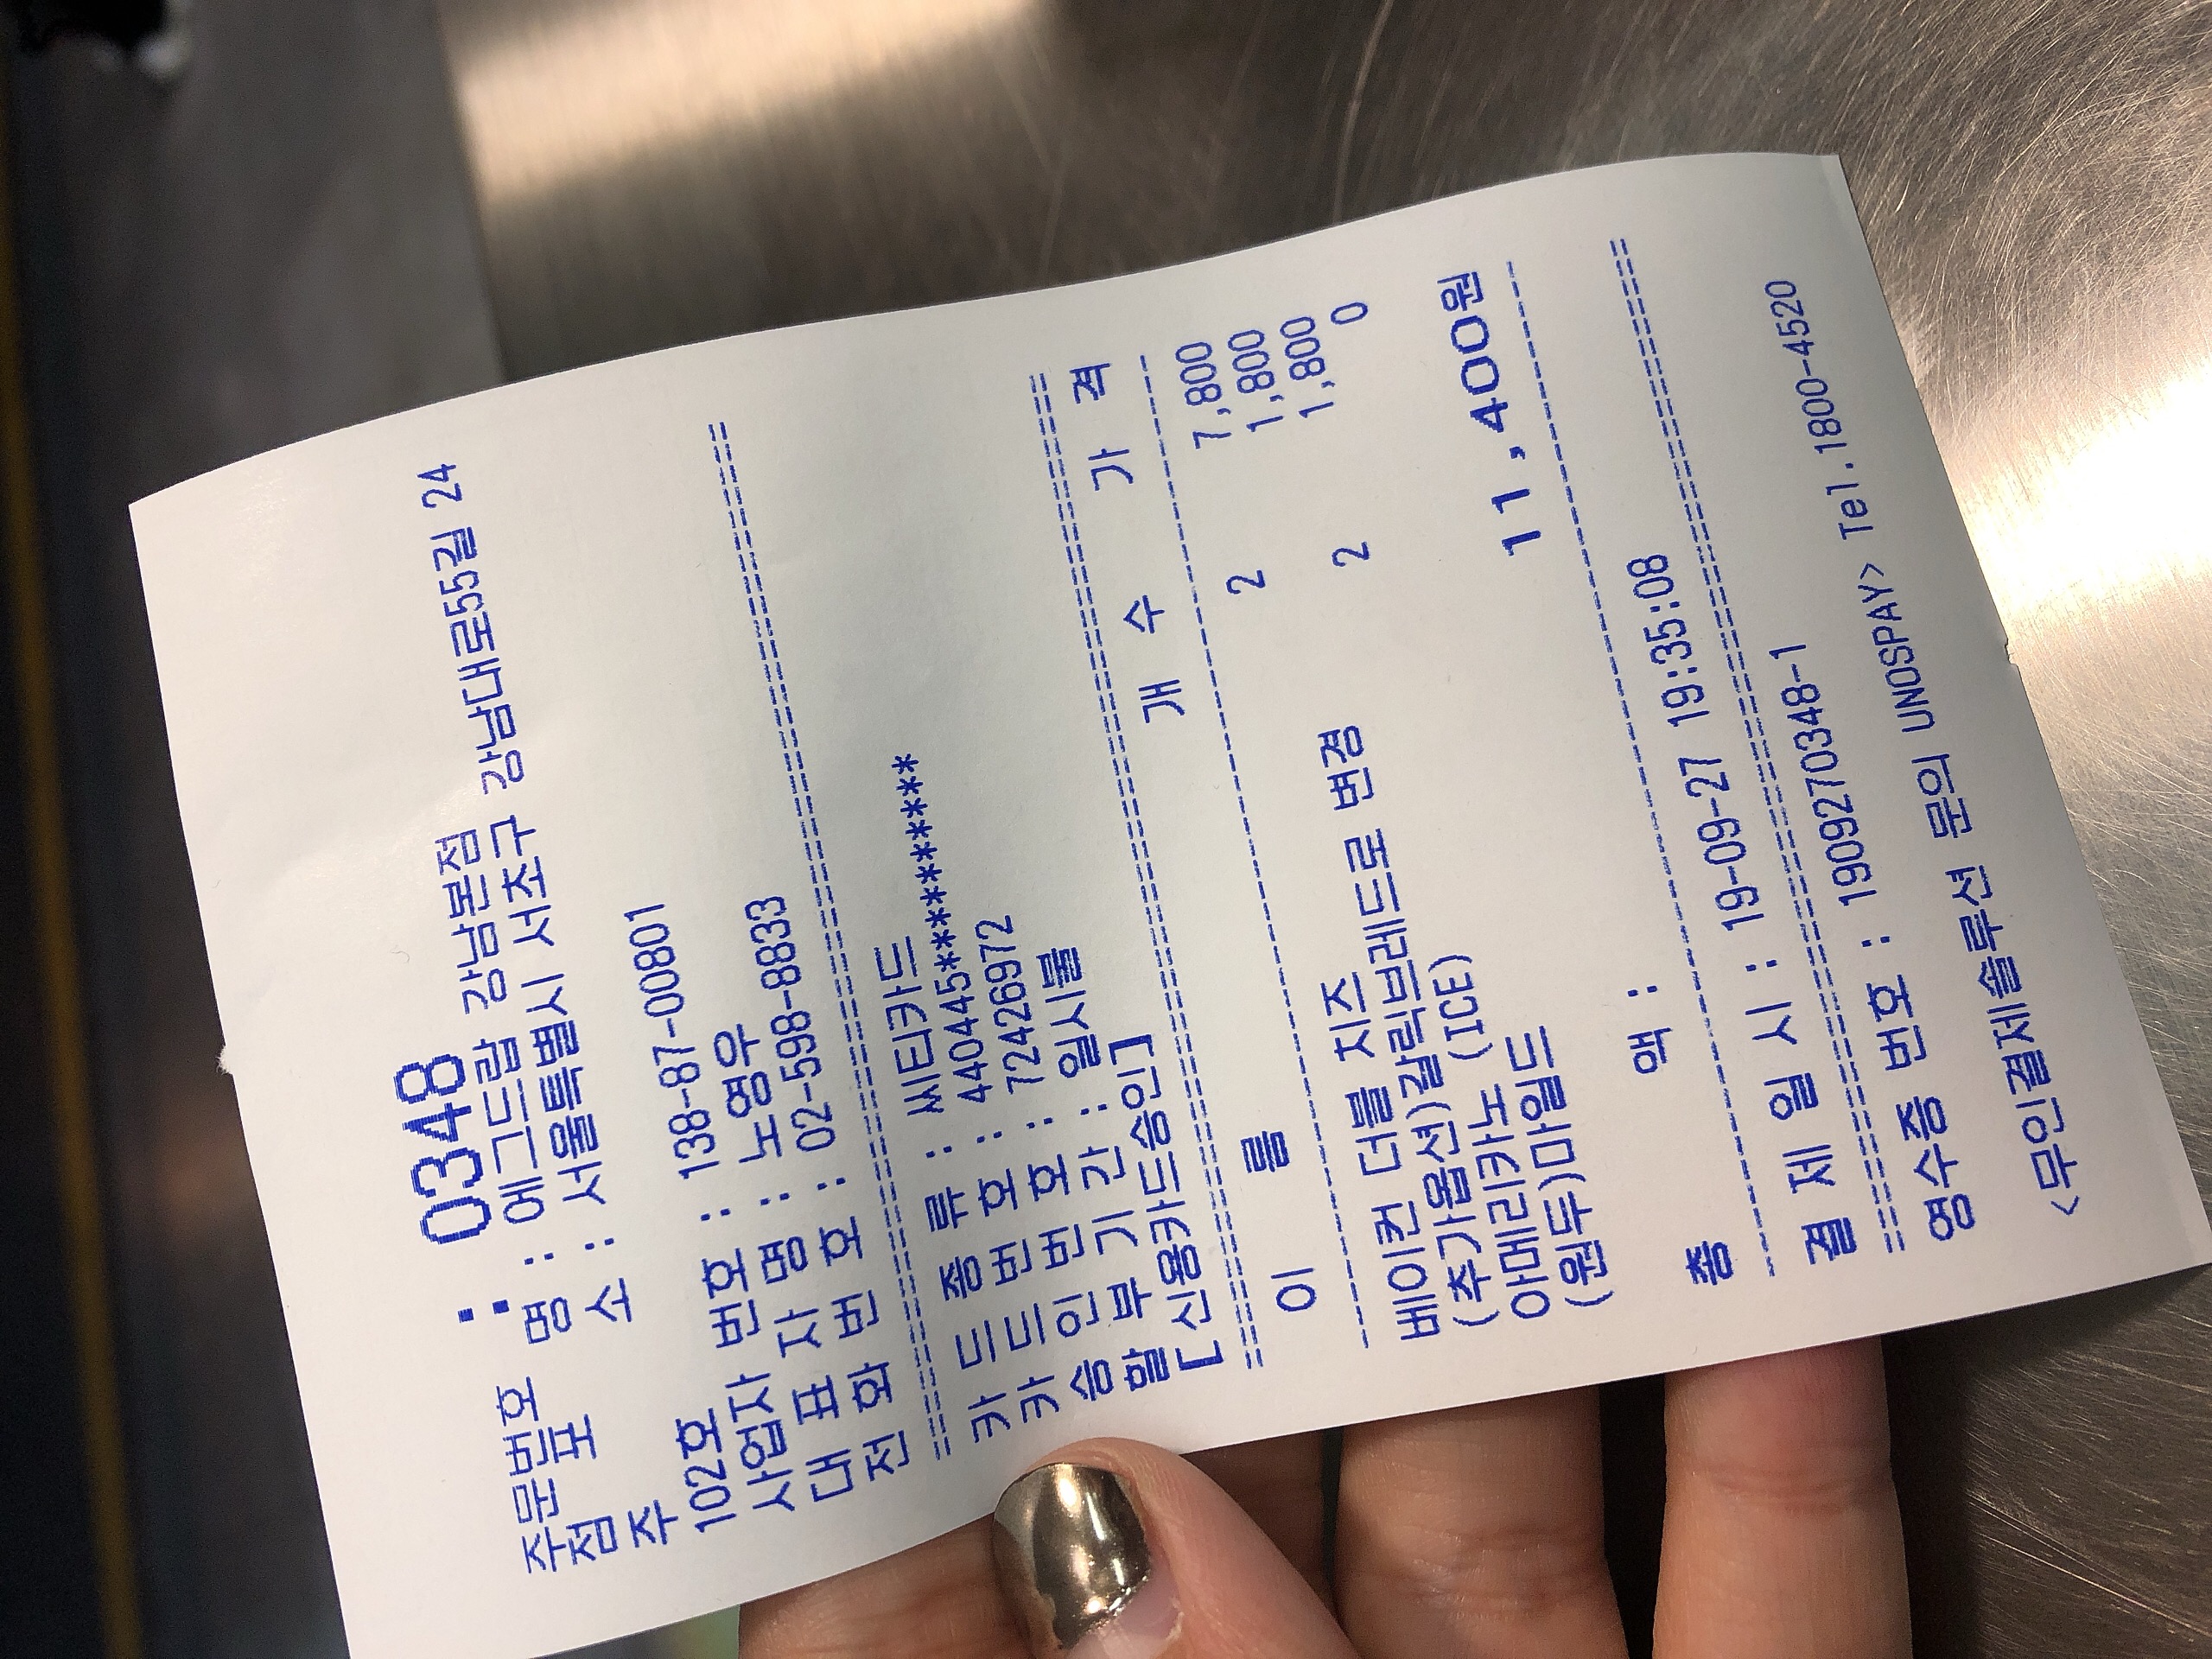 주문번호 : 0348
점 포 명 : 에그드랍 강남본점
주 소 : 서울특별시 서초구 강남대로55길 24
102호
사업자 번호 : 138-87-00801
대 표 자 명 : 노영우
전 화 번 호 : 02-598-8833
========================================
카 드 종 류 : 씨티카드
카 드 번 호 : 440445**********
승 인 번 호 : 72426972
할 부 기 간 : 일시불
[신용카드승인]
========================================
이 름 개 수 가 격
----------------------------------------
베이컨 더블 치즈 2 7,800
(추가옵션)갈릭브레드로 변경 1,800
아메리카노 (ICE) 2 1,800
(원두)마일드 0
총 액 : 11,400원
----------------------------------------
결 제 일 시 : 19-09-27 19:35:08
========================================
영수증 번호 : 1909270348-1
<무인결제솔루션 문의 UNOSPAY> Tel.1800-4520